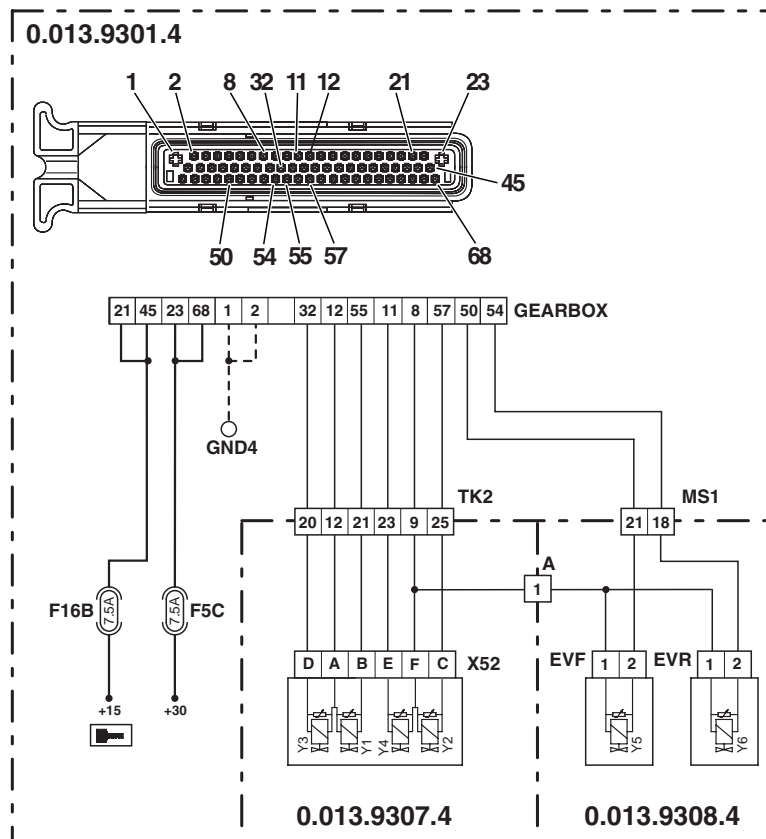 0.013.9301.4
1 2 8 32 11 12 21 23
45
50 54 55 57 68
21 45 23 68 1 2 32 12 55 11 8 57 50 54 GEARBOX
GND4
TK2 MS1
20 12 21 23 9 25 21 18
A
1
F16B 7.5A 7.5A F5C
D A B E F C X52 EVF 1 2 EVR 1 2
+15 +30
Y3 Y1 Y4 Y2 Y5 Y6
0.013.9307.4 0.013.9308.4